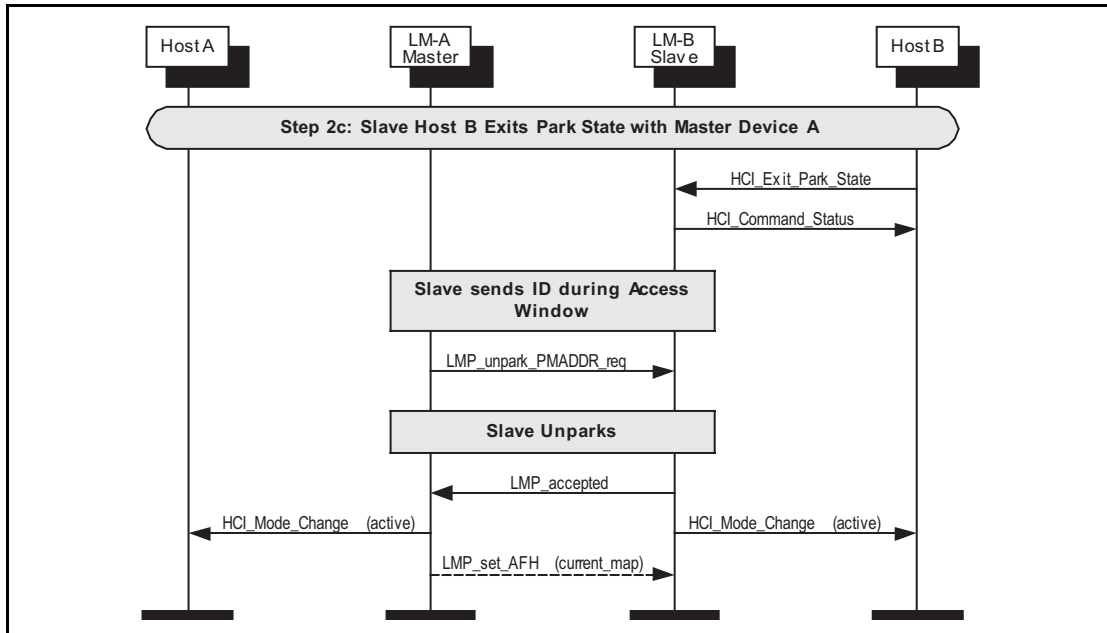 Host A
LM-A
Master
LM-B
Slave
Host B
Step 2c: Slave Host B Exits Park State with Master Device A
HCI_Exit_Park_State
HCI_Command_Status
Slave sends ID during Access
Window
LMP_unpark_PMADDR_req
Slave Unparks
LMP_accepted
HCI_Mode_Change (active)
HCI_Mode_Change (active)
LMP_set_AFH (current_map)